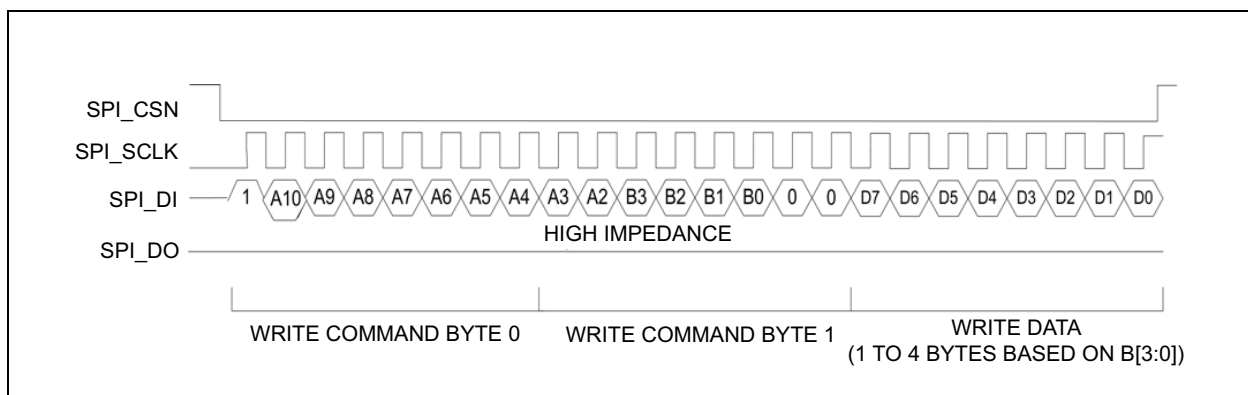 SPI_CSN
SPI_SCLK
SPI_DI 1 A10 A9 A8 A7 A6 A5 A4 A3 A2 B3 B2 B1 B0 0 0 D7 D6 D5 D4 D3 D2 D1 D0
HIGH IMPEDANCE
SPI_DO
WRITE COMMAND BYTE 0 WRITE COMMAND BYTE 1 WRITE DATA
(1 TO 4 BYTES BASED ON B[3:0])